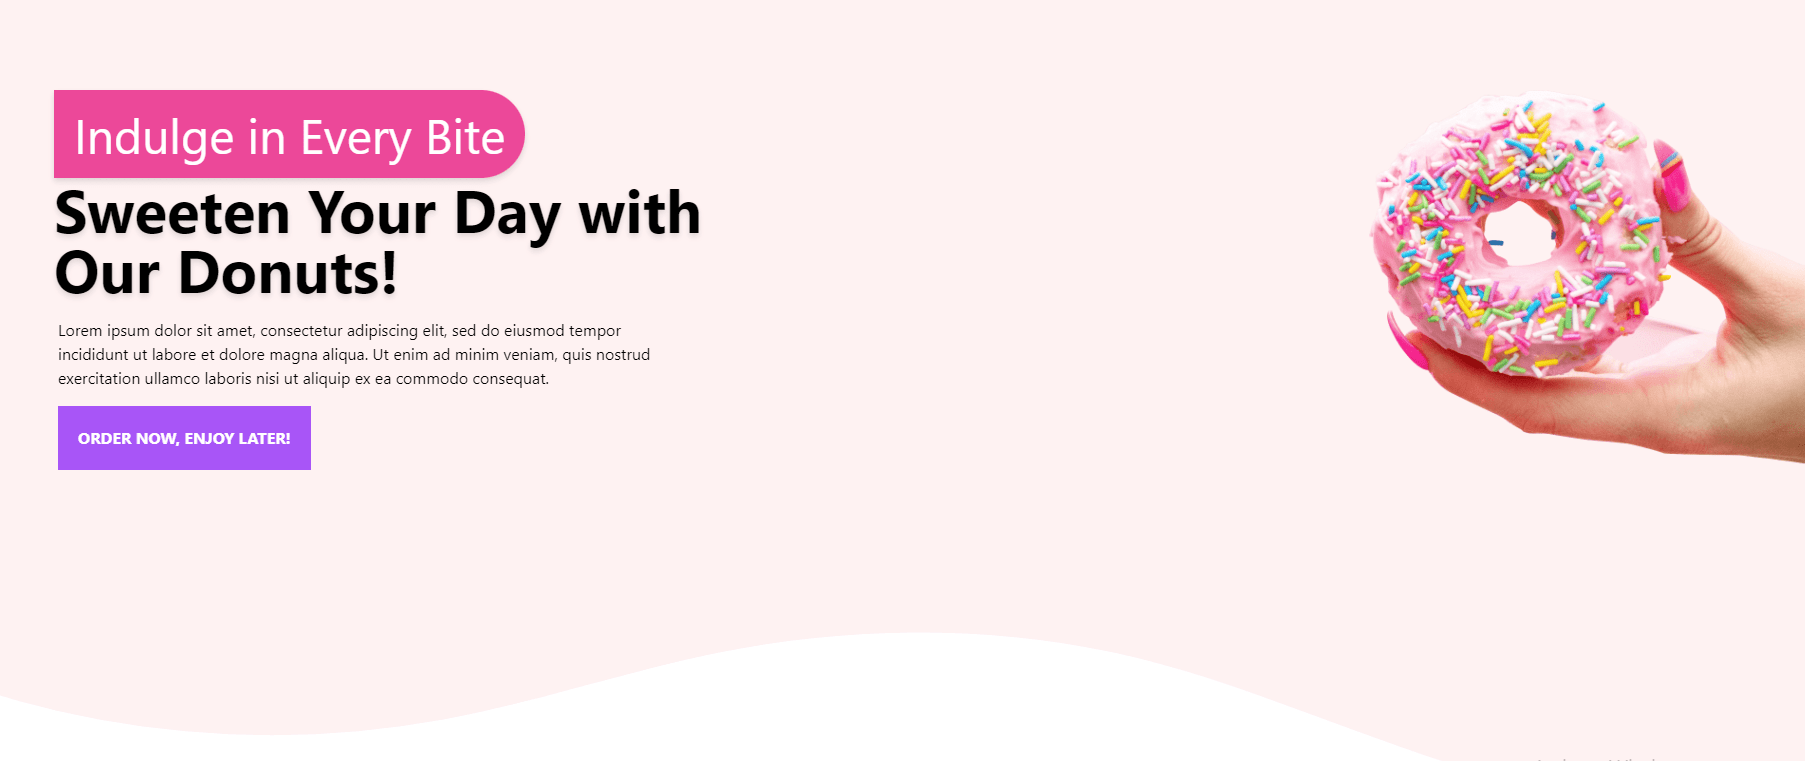 Indulge in Every Bite
Sweeten Your Day with
Our Donuts!
Lorem ipsum dolor sit amet, consectetur adipiscing elit, sed do eiusmod tempor
incididunt ut labore et dolore magna aliqua. Ut enim ad minim veniam, quis nostrud
exercitation ullamco laboris nisi ut aliquip ex ea commodo consequat.
ORDER NOW, ENJOY LATER!